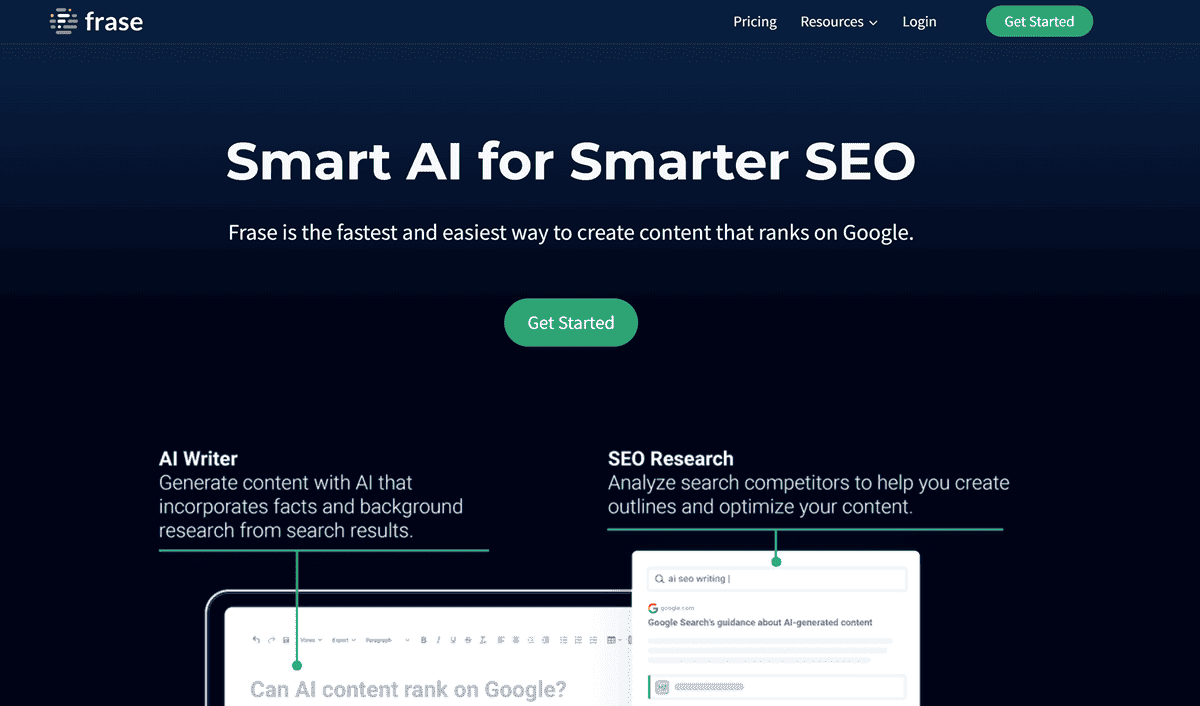 frase
Pricing Resources Login Get Started
Smart AI for Smarter SEO
Frase is the fastest and easiest way to create content that ranks on Google.
Get Started
AI Writer
Generate content with AI that
incorporates facts and background
research from search results.
SEO Research
Analyze search competitors to help you create
outlines and optimize your content.
ai seo writing
google.com
Google Search's guidance about AI-generated content
Export Paragraph
Can AI content rank on Google?